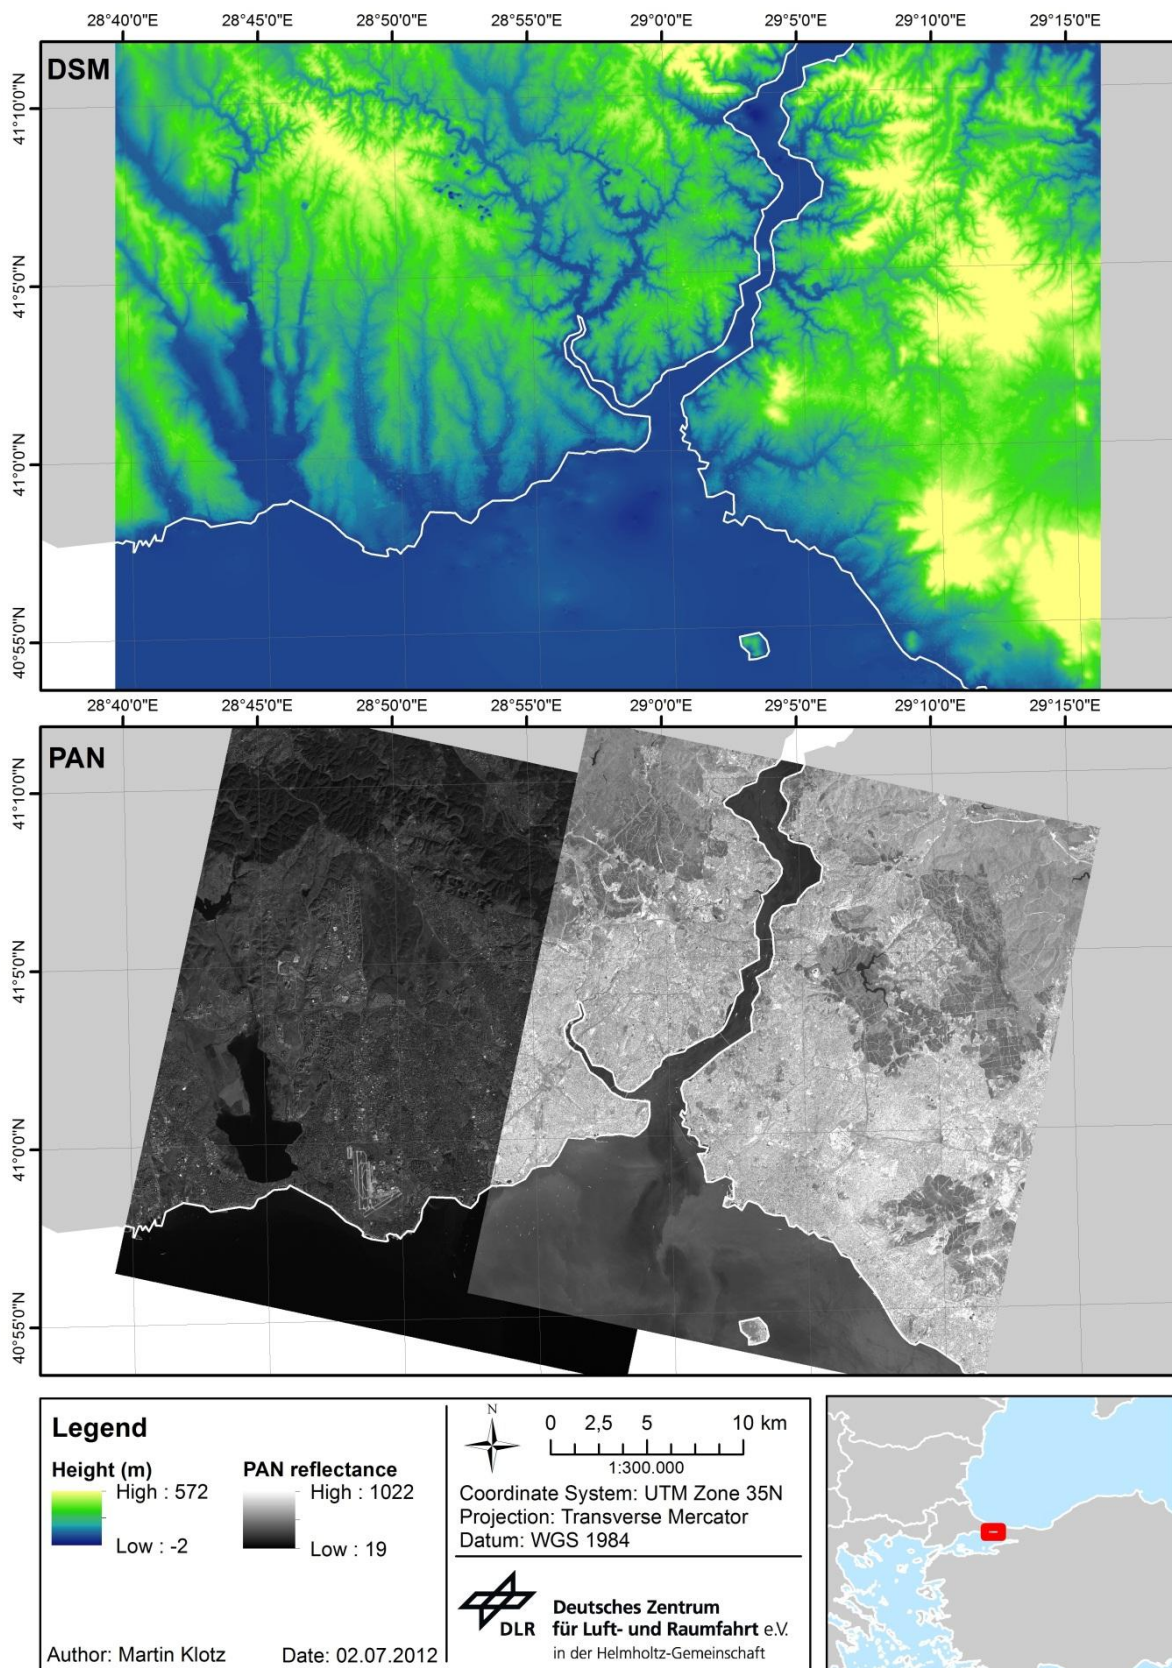 28°40'0"E 28°45'0"E 28°50'0"E 28°55'0"E 29°0'0"E 29°5'0"E 29°10'0"E 29°15'0"E
DSM
41°10'0"N
41°5'0"N
41°0'0"N
40°55'0"N
28°40'0"E 28°45'0"E 28°50'0"E 28°55'0"E 29°0'0"E 29°5'0"E 29°10'0"E 29°15'0"E
PAN
41°10'0"N
41°5'0"N
41°0'0"N
40°55'0"N
Legend
Height (m)
High : 572
Low : -2
PAN reflectance
High : 1022
Low : 19
Author: Martin Klotz Date: 02.07.2012
N
0 2,5 5 10 km
1:300.000
Coordinate System: UTM Zone 35N
Projection: Transverse Mercator
Datum: WGS 1984
DLR
Deutsches Zentrum
für Luft- und Raumfahrt e.V.
in der Helmholtz-Gemeinschaft